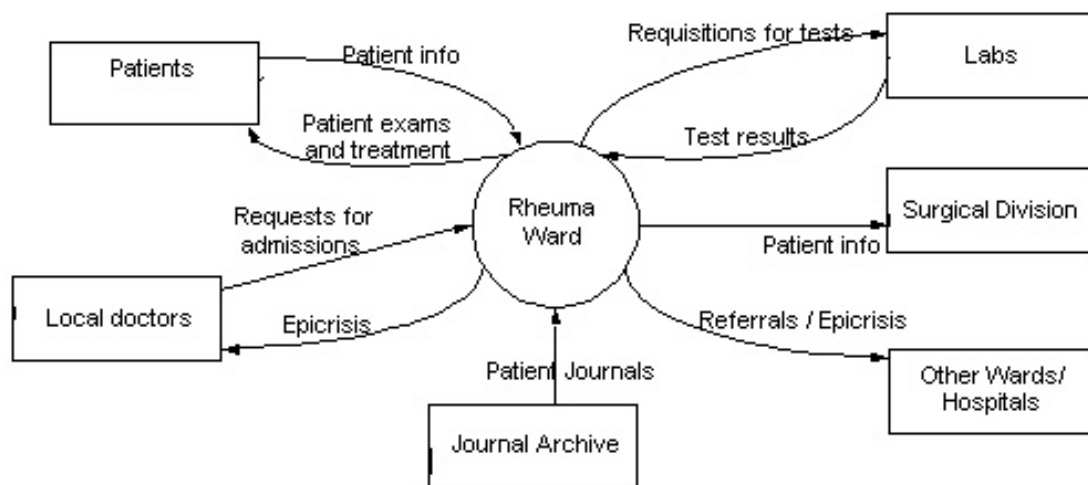 Patients
Patient info
Requisitions for tests
Labs
Patient exams
and treatment
Test results
Rheuma
Ward
Surgical Division
Patient info
Requests for
admissions
Local doctors
Epicrisis
Referrals / Epicrisis
Patient Journals
Other Wards/
Hospitals
Journal Archive